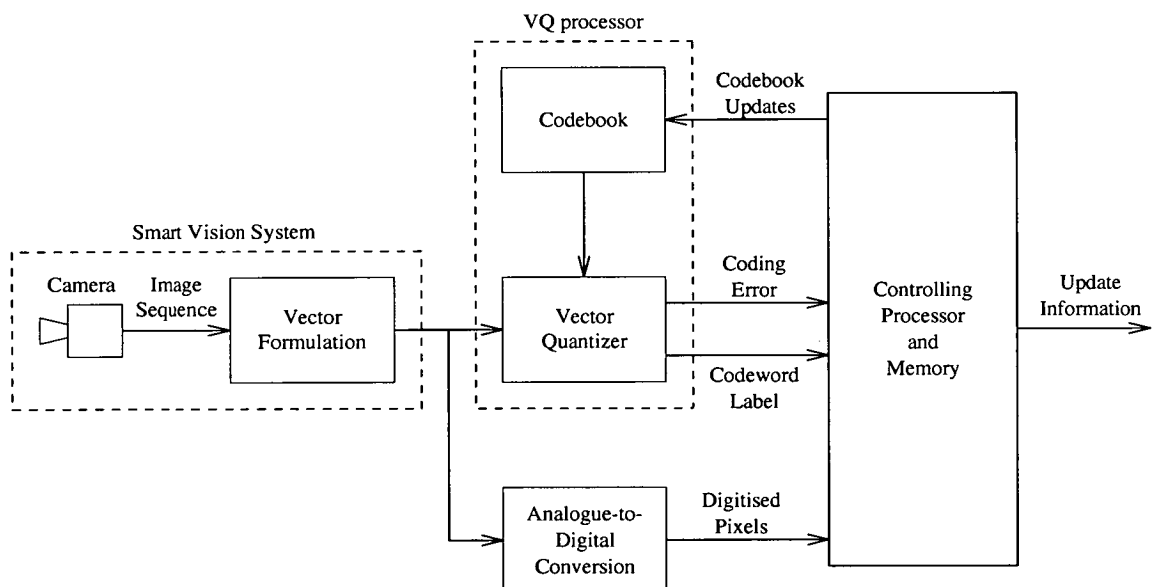 VQ processor
Codebook
Codebook
Updates
Smart Vision System
Camera
Image
Sequence
Vector
Formulation
Vector
Quantizer
Coding
Error
Codeword
Label
Controlling
Processor
and
Memory
Update
Information
Analogue-to-
Digital
Conversion
Digitised
Pixels